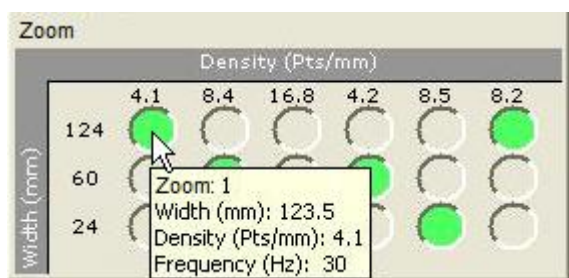 Zoom
Density (Pts/mm)
4.1 8.4 16.8 4.2 8.5 8.2
Width (mm)
124
60
24
Zoom: 1
Width (mm): 123.5
Density (Pts/mm): 4.1
Frequency (Hz): 30